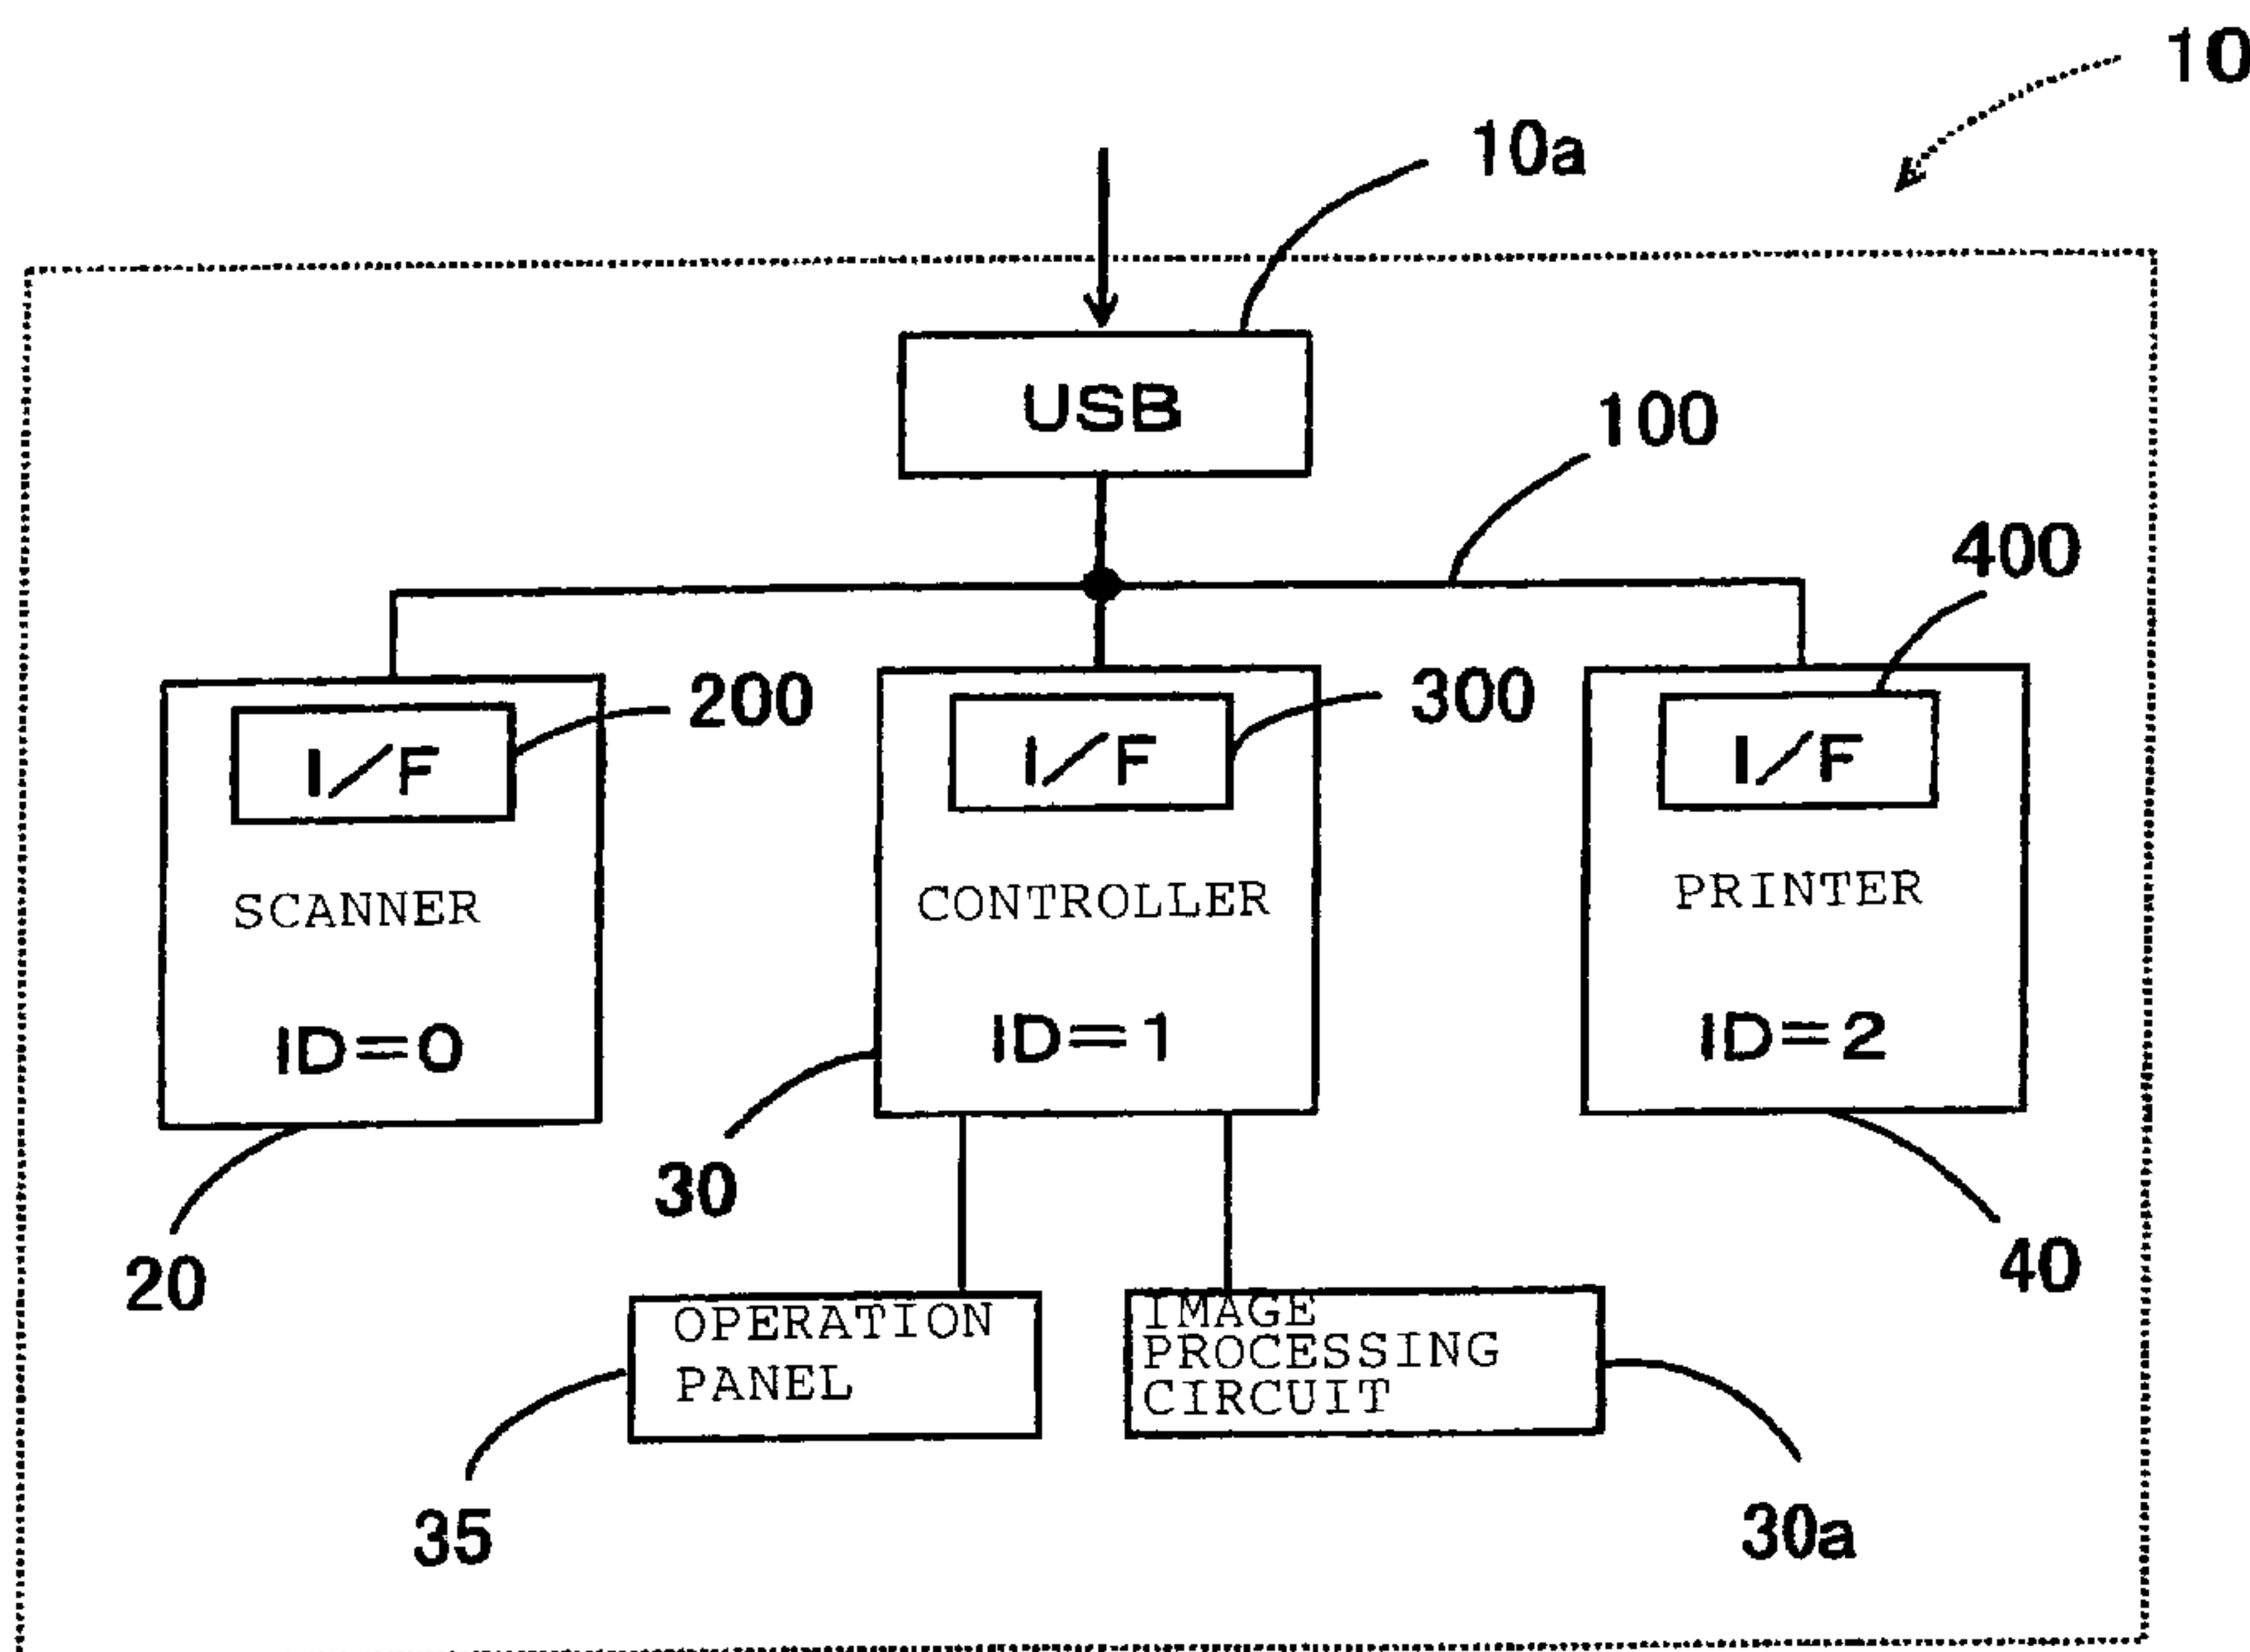 10
10a
USB
100
400
I/F
200
I/F
300
I/F
SCANNER
CONTROLLER
PRINTER
ID=0
ID=1
ID=2
30
20
40
OPERATION
PANEL
IMAGE
PROCESSING
CIRCUIT
35
30a